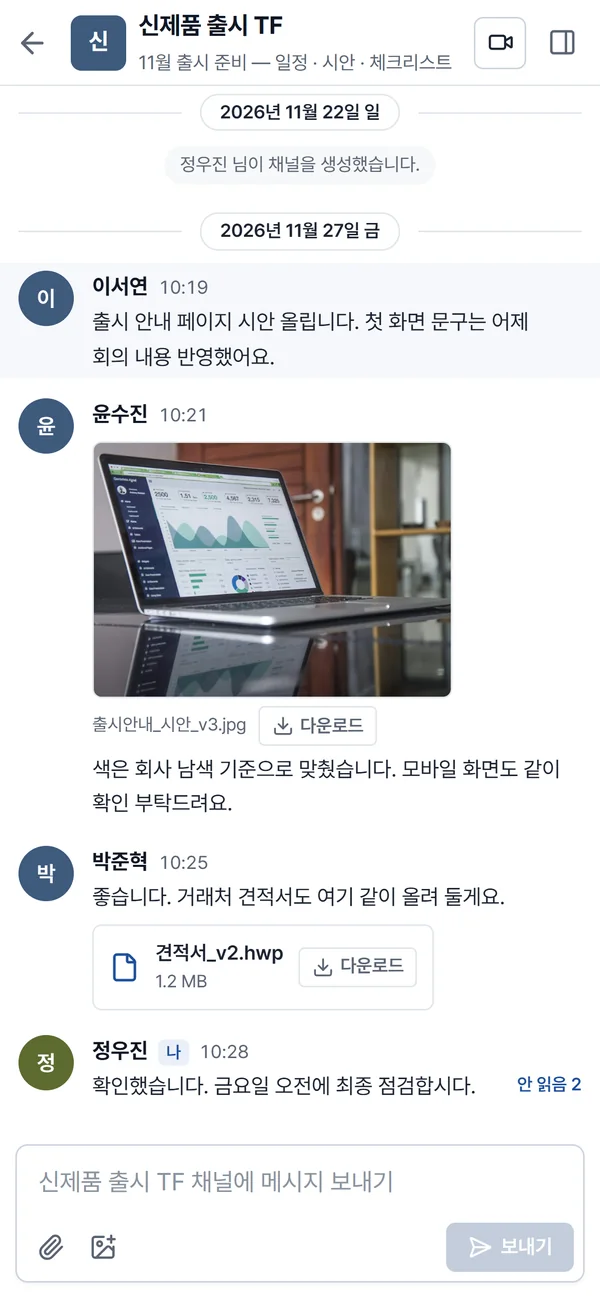 신
신제품 출시 TF
11월 출시 준비 — 일정 · 시안 · 체크리스트
2026년 11월 22일 일
정우진 님이 채널을 생성했습니다.
2026년 11월 27일 금
이
이서연 10:19
출시 안내 페이지 시안 올립니다. 첫 화면 문구는 어제
회의 내용 반영했어요.
윤
윤수진 10:21
출시안내_시안_v3.jpg 다운로드
색은 회사 남색 기준으로 맞췄습니다. 모바일 화면도 같이
확인 부탁드려요.
박
박준혁 10:25
좋습니다. 거래처 견적서도 여기 같이 올려 둘게요.
견적서_v2.hwp
1.2 MB
다운로드
정
정우진 나 10:28
확인했습니다. 금요일 오전에 최종 점검합시다. 안 읽음 2
신제품 출시 TF 채널에 메시지 보내기
보내기